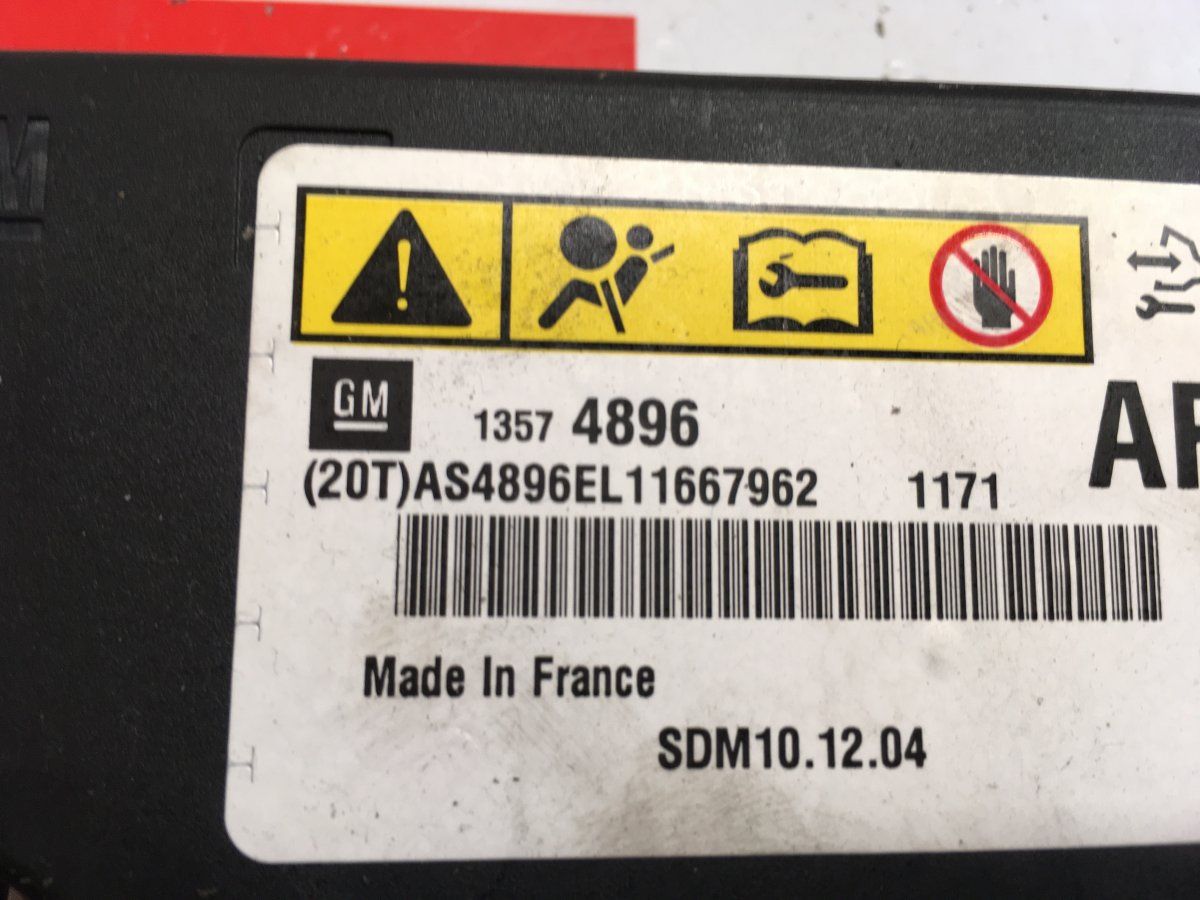 GM 1357 4896
(20T)AS4896EL11667962 1171
Made In France
SDM10.12.04